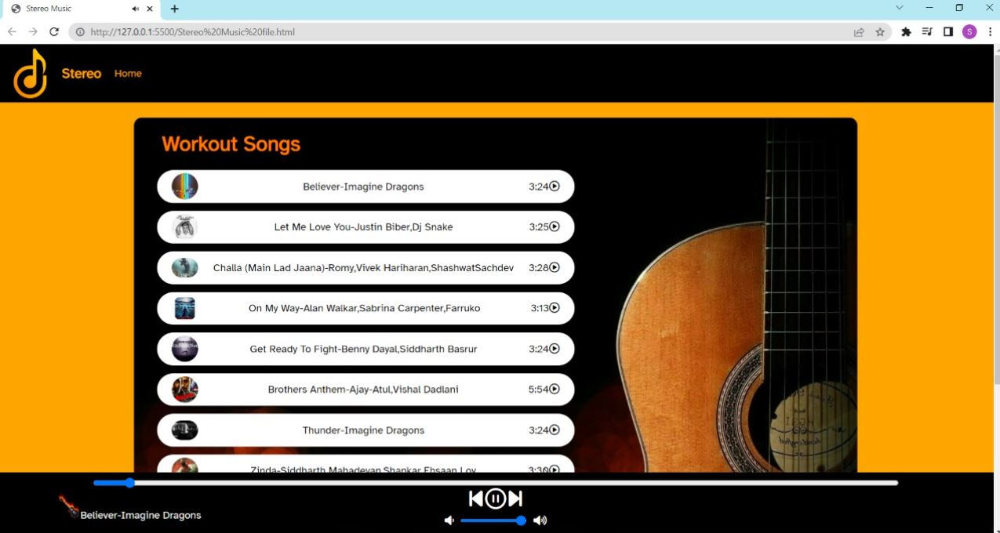 Stereo Music
http://127.0.0.1:5500/Stereo%20Music%20file.html
S
Stereo
Home
Workout Songs
Believer-Imagine Dragons 3:24
Let Me Love You-Justin Biber,Dj Snake 3:25
Challa (Main Lad Jaana)-Romy,Vivek Hariharan,ShashwatSachdev 3:28
On My Way-Alan Walkar,Sabrina Carpenter,Farruko 3:13
Get Ready To Fight-Benny Dayal,Siddharth Basrur 3:24
Brothers Anthem-Ajay-Atul,Vishal Dadlani 5:54
Thunder-Imagine Dragons 3:24
Zinda-Siddharth Mahadevan,Shankar Ehsaan Loy 3:30
Believer-Imagine Dragons